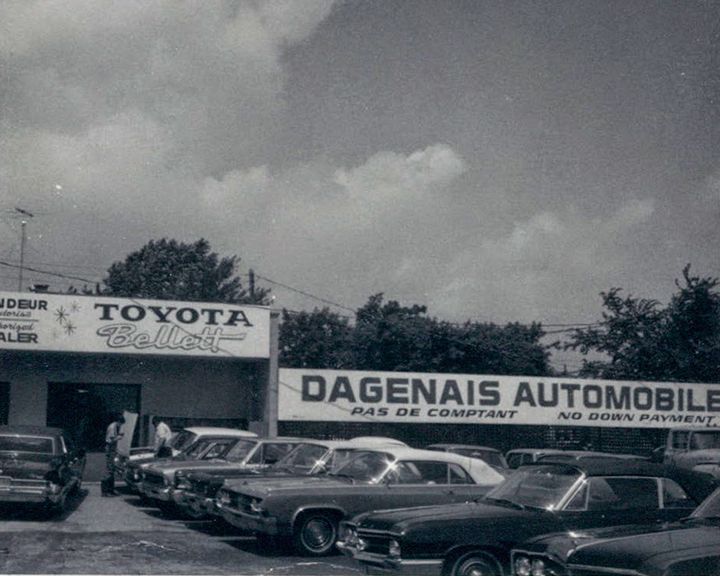 NDEUR
TOYOTA
ALER
Bellett
DAGENAIS AUTOMOBILE
PAS DE COMPTANT NO DOWN PAYMENT